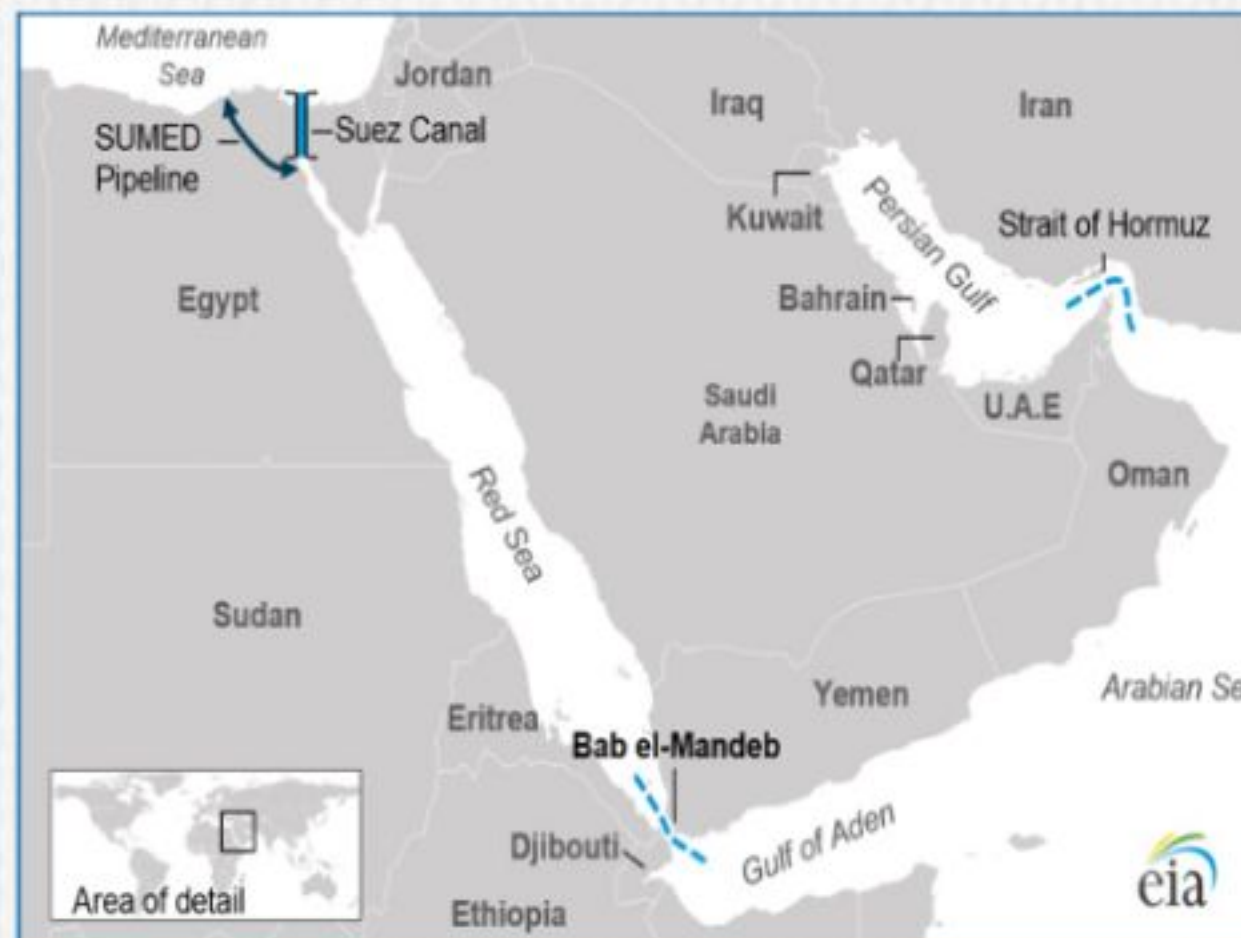 Mediterranean
Sea
Jordan
Iraq
Iran
SUMED
Pipeline
Suez Canal
Kuwait
Persian Gulf
Strait of Hormuz
Egypt
Bahrain
Qatar
Saudi
Arabia
U.A.E
Oman
Red Sea
Sudan
Yemen
Arabian Se
Eritrea
Bab el-Mandeb
Djibouti
Gulf of Aden
Area of detail
Ethiopia
eia